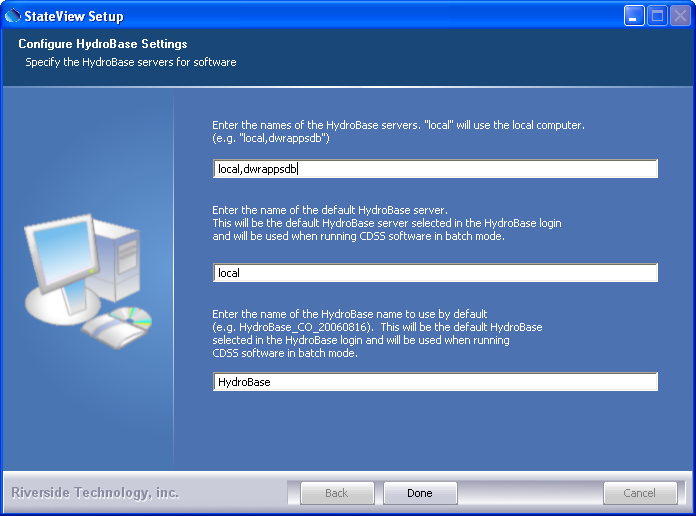 StateView Setup
Configure HydroBase Settings
Specify the HydroBase servers for software
Enter the names of the HydroBase servers. "local" will use the local computer.
(e.g. "local,dwrappsdb")
local,dwrappsdb
Enter the name of the default HydroBase server.
This will be the default HydroBase server selected in the HydroBase login
and will be used when running CDSS software in batch mode.
local
Enter the name of the HydroBase name to use by default
(e.g. HydroBase_CO_20060816).  This will be the default HydroBase
selected in the HydroBase login and will be used when running
CDSS software in batch mode.
HydroBase
Riverside Technology, inc.
Back
Done
Cancel